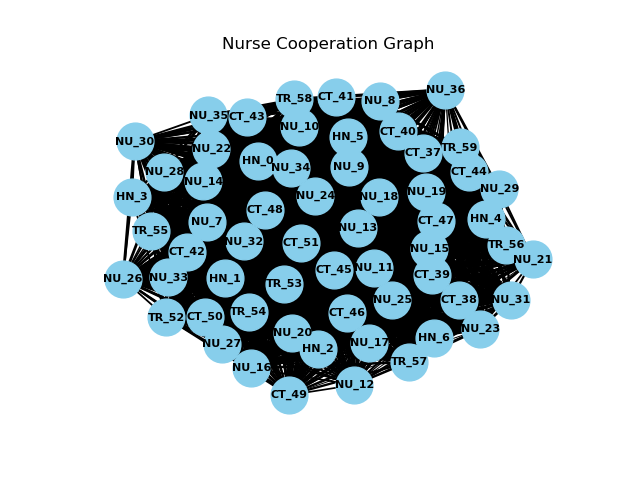 Nurse Cooperation Graph
NU_36
TR_58
CT_41
NU_8
NU_35
CT_43
NU_10
CT_40
HN_5
NU_30
NU_22
TR_59
CT_37
HN_0
NU_34
NU_9
NU_28
CT_44
NU_14
NU_29
NU_19
HN_3
NU_24
NU_18
CT_48
HN_4
NU_7
CT_47
NU_13
TR_55
NU_32
CT_51
TR_56
NU_15
CT_42
NU_21
NU_11
CT_45
CT_39
NU_26
NU_33
HN_1
TR_53
NU_25
CT_38
NU_31
TR_54
CT_46
TR_52
CT_50
NU_23
NU_20
HN_6
NU_27
NU_17
HN_2
TR_57
NU_16
NU_12
CT_49